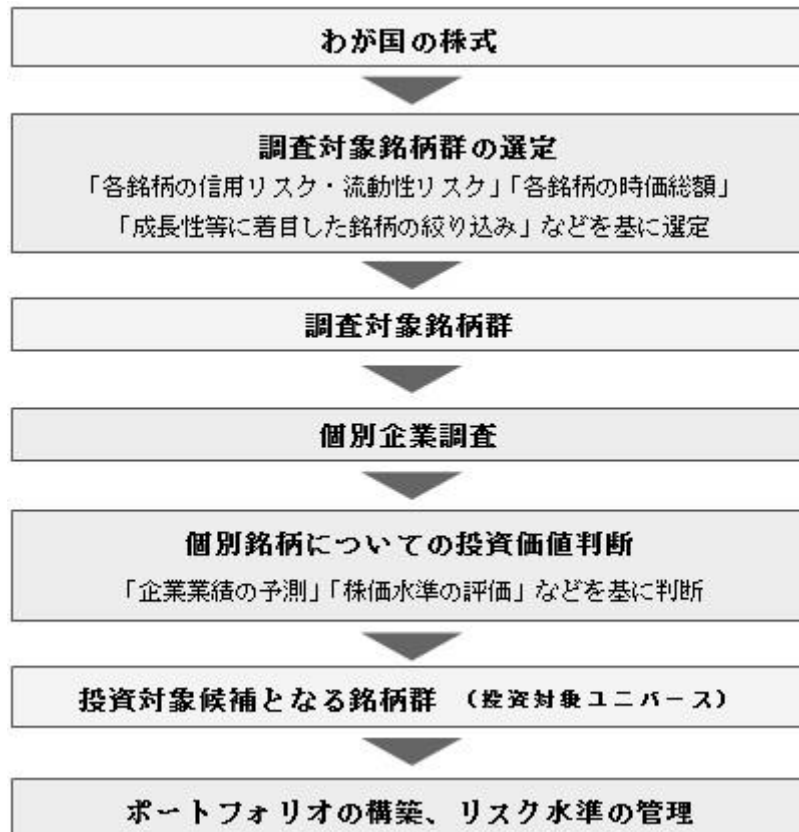 わが国の株式
調査対象銘柄群の選定
「各銘柄の信用リスク・流動性リスク」「各銘柄の時価総額」
「成長性等に着目した銘柄の絞り込み」などを基に選定
調査対象銘柄群
個別企業調査
個別銘柄についての投資価値判断
「企業業績の予測」「株価水準の評価」などを基に判断
投資対象候補となる銘柄群 （投資対象ユニバース）
ポートフォリオの構築、リスク水準の管理